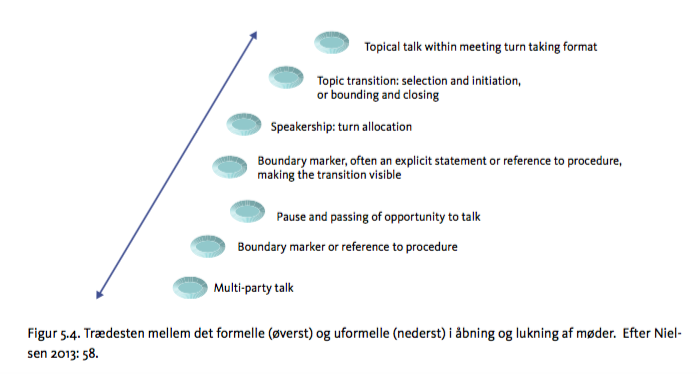 Topical talk within meeting turn taking format
Topic transition: selection and initiation,
or bounding and closing
Speakership: turn allocation
Boundary marker, often an explicit statement or reference to procedure,
making the transition visible
Pause and passing of opportunity to talk
Boundary marker or reference to procedure
Multi-party talk
Figur 5.4. Trædesten mellem det formelle (øverst) og uformelle (nederst) i åbning og lukning af møder. Efter Niel-
sen 2013: 58.